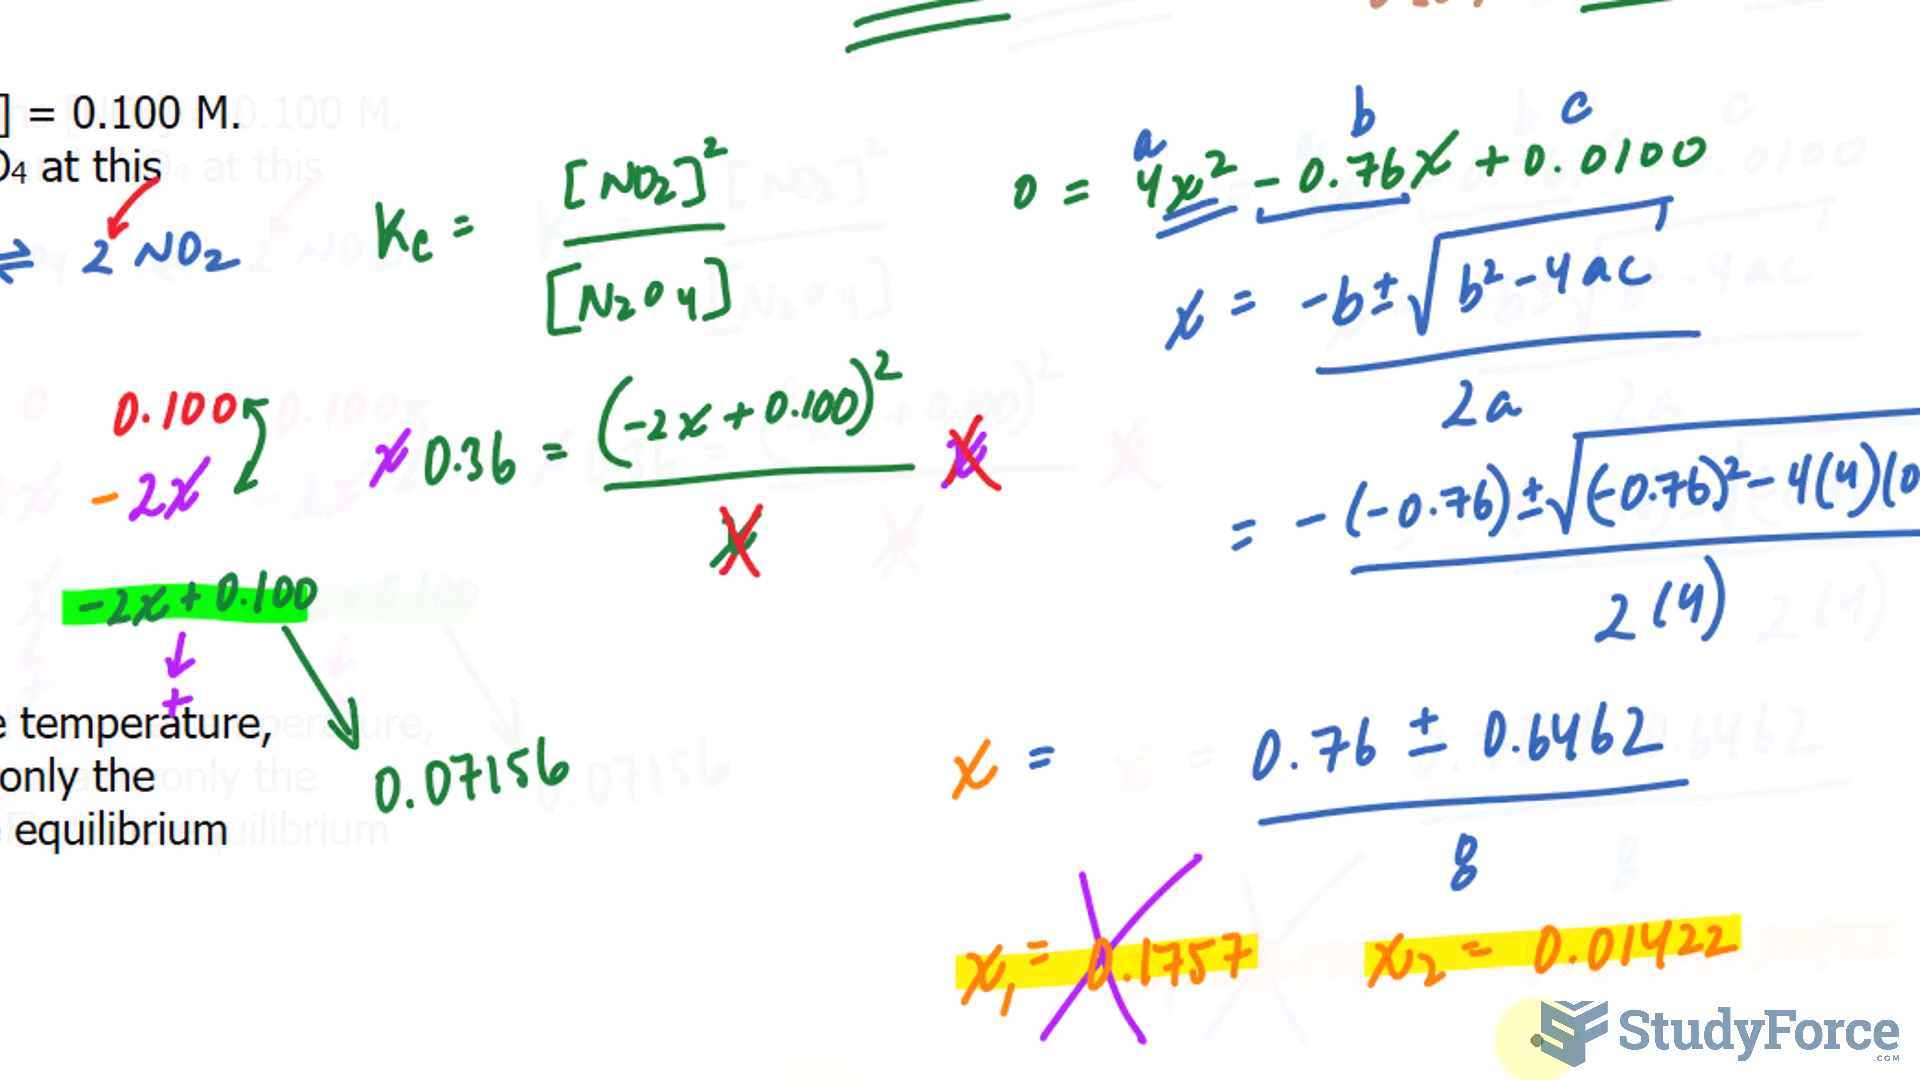 ] = 0.100 M.
O₄ at this
⇌ 2 NO₂
0.100
- 2x
-2x + 0.100
+
e temperature,
only the
equilibrium
0.07156
Kc = [NO₂]² / [N₂O₄]
x 0.36 = (-2x + 0.100)² / x x
a b c
0 = 4x² - 0.76x + 0.0100
x = -b ± √(b² - 4ac) / 2a
= -(-0.76) ± √((-0.76)² - 4(4)(0 / 2(4)
x = 0.76 ± 0.6462 / 8
x₁ = 0.1757 x₂ = 0.01422
StudyForce
.COM